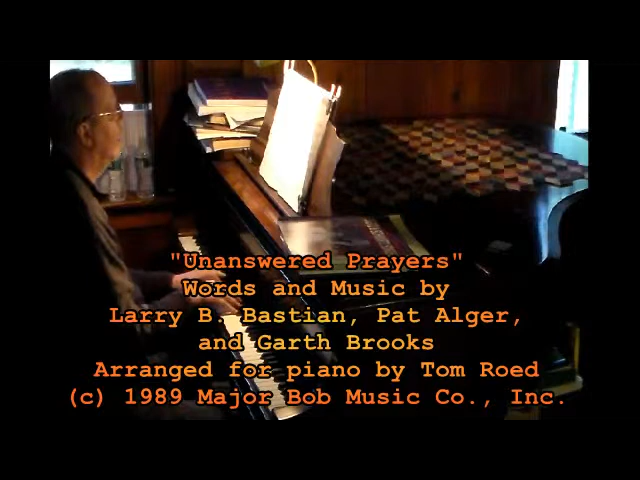 "Unanswered Prayers"
Words and Music by
Larry B. Bastian, Pat Alger,
and Garth Brooks
Arranged for piano by Tom Roed
(c) 1989 Major Bob Music Co., Inc.